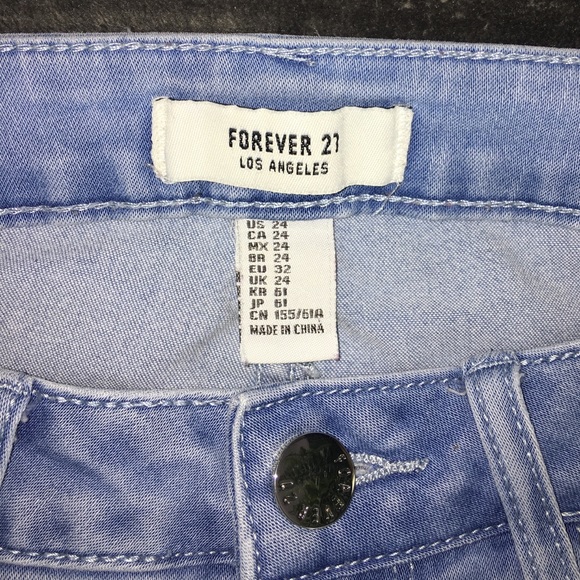 FOREVER 21
LOS ANGELES
US 24
CA 24
MX 24
BR 24
EU 32
UK 24
KR 61
JP 61
CN 155/61A
MADE IN CHINA